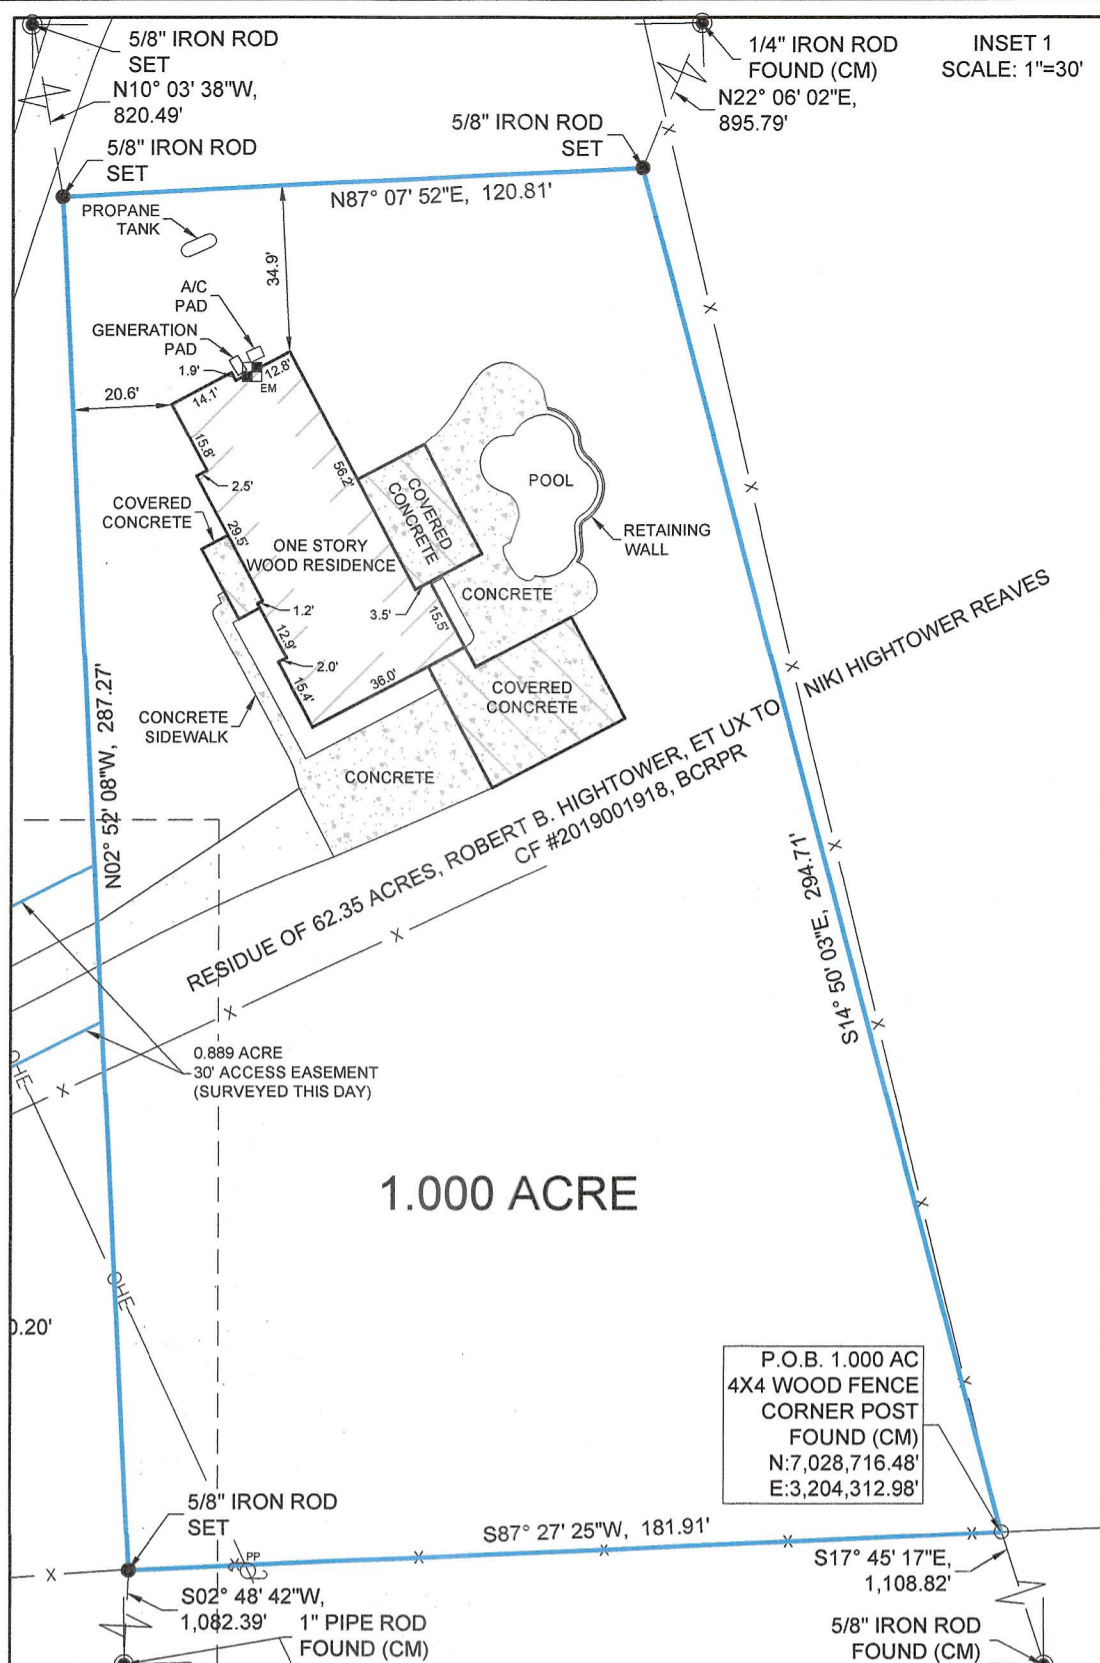 5/8" IRON ROD
SET
N10° 03' 38"W,
820.49'
1/4" IRON ROD
FOUND (CM)
INSET 1
SCALE: 1"=30'
N22° 06' 02"E,
895.79'
5/8" IRON ROD
SET
5/8" IRON ROD
SET
N87° 07' 52"E, 120.81'
PROPANE
TANK
34.9'
A/C
PAD
GENERATION
PAD
1.9'
12.8'
EM
20.6'
14.1'
15.8'
2.5'
56.2'
COVERED
CONCRETE
COVERED
CONCRETE
POOL
RETAINING
WALL
29.5'
ONE STORY
WOOD RESIDENCE
CONCRETE
1.2'
3.5'
15.5'
12.9'
2.0'
15.4'
36.0'
COVERED
CONCRETE
CONCRETE
SIDEWALK
CONCRETE
N02° 52' 08"W, 287.27'
RESIDUE OF 62.35 ACRES, ROBERT B. HIGHTOWER, ET UX TO NIKI HIGHTOWER REAVES
CF #2019001918, BCRPR
S14° 50' 03"E, 294.71'
X
X
X
X
X
X
X
X
X
X
X
0.889 ACRE
30' ACCESS EASEMENT
(SURVEYED THIS DAY)
OHE
1.000 ACRE
OHE
0.20'
P.O.B. 1.000 AC
4X4 WOOD FENCE
CORNER POST
FOUND (CM)
N:7,028,716.48'
E:3,204,312.98'
5/8" IRON ROD
SET
S87° 27' 25"W, 181.91'
X
X
PP
X
X
X
X
S17° 45' 17"E,
1,108.82'
S02° 48' 42"W,
1,082.39'
1" PIPE ROD
FOUND (CM)
5/8" IRON ROD
FOUND (CM)